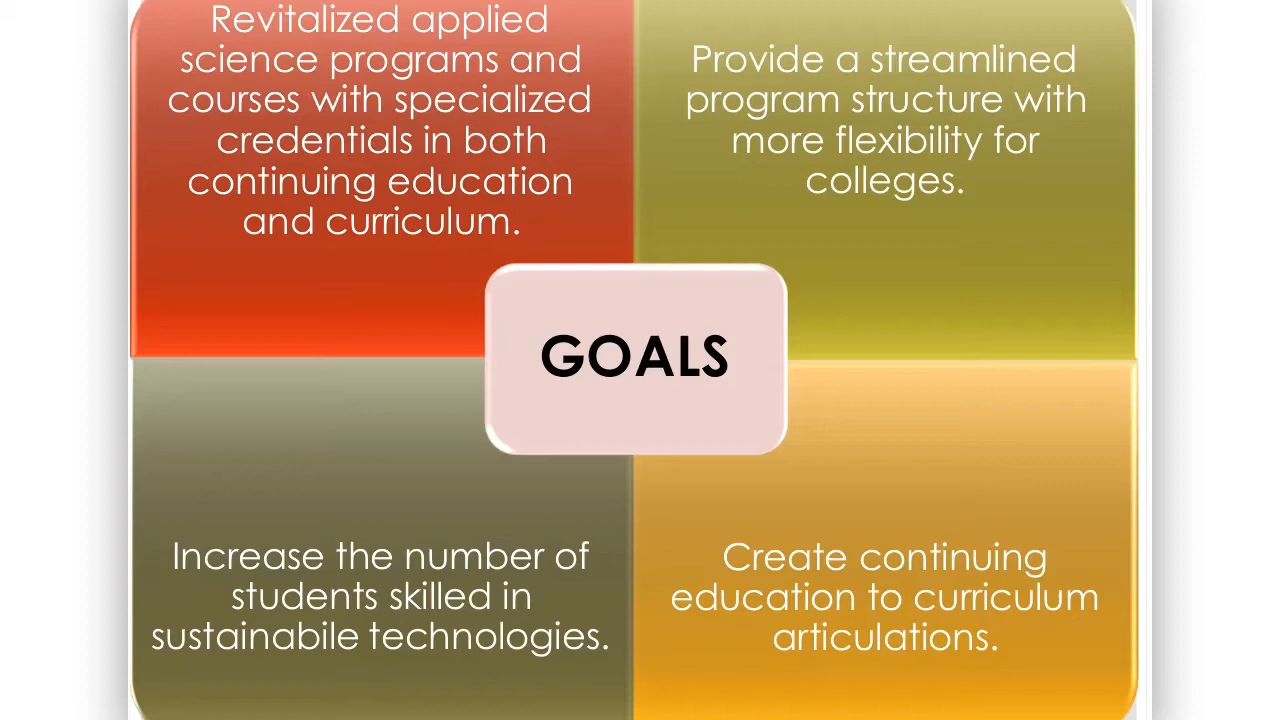 Revitalized applied
science programs and
courses with specialized
credentials in both
continuing education
and curriculum.
Provide a streamlined
program structure with
more flexibility for
colleges.
GOALS
Increase the number of
students skilled in
sustainabile technologies.
Create continuing
education to curriculum
articulations.